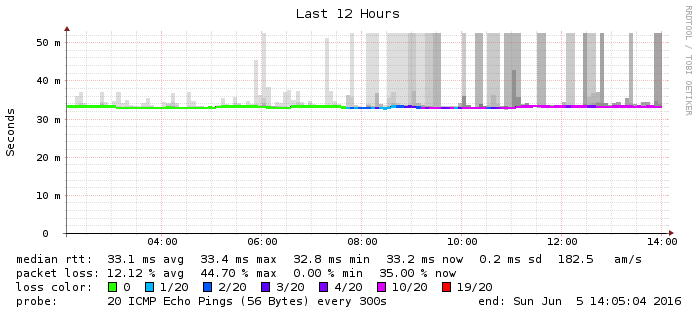 Last 12 Hours
RRDTOOL / TOBI OETIKER
Seconds
50 m
40 m
30 m
20 m
10 m
0
04:00 06:00 08:00 10:00 12:00 14:00
median rtt: 33.1 ms avg 33.4 ms max 32.8 ms min 33.2 ms now 0.2 ms sd 182.5 am/s
packet loss: 12.12 % avg 44.70 % max 0.00 % min 35.00 % now
loss color: 0 1/20 2/20 3/20 4/20 10/20 19/20
probe: 20 ICMP Echo Pings (56 Bytes) every 300s end: Sun Jun 5 14:05:04 2016